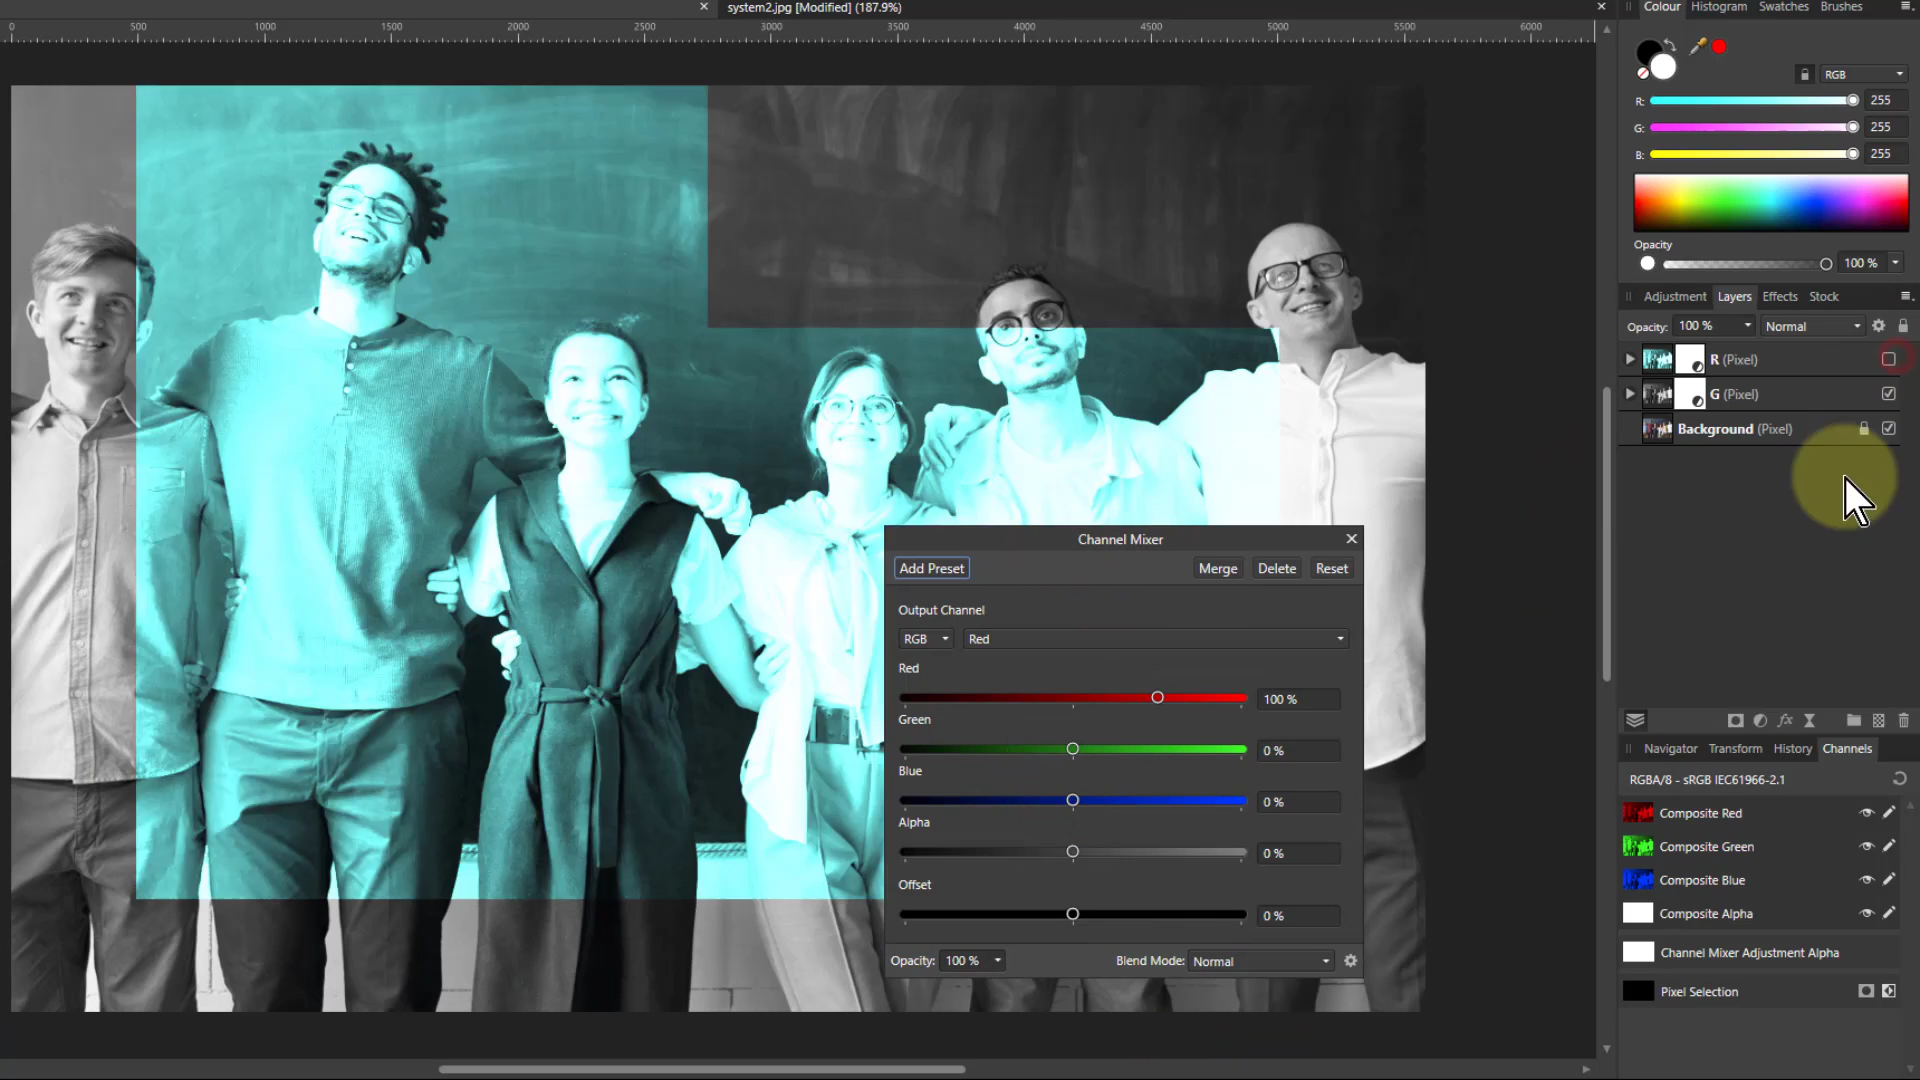 system2.jpg [Modified] (187.9%)
0 500 1000 1500 2000 2500 3000 3500 4000 4500 5000 5500 6000
Colour Histogram Swatches Brushes
RGB
R: 255
G: 255
B: 255
Opacity
100 %
Adjustment Layers Effects Stock
Opacity: 100 % Normal
R (Pixel)
G (Pixel)
Background (Pixel)
Channel Mixer
Add Preset Merge Delete Reset
Output Channel
RGB Red
Red
100 %
Green
0 %
Blue
0 %
Alpha
0 %
Offset
0 %
Opacity: 100 % Blend Mode: Normal
fx
Navigator Transform History Channels
RGBA/8 - sRGB IEC61966-2.1
Composite Red
Composite Green
Composite Blue
Composite Alpha
Channel Mixer Adjustment Alpha
Pixel Selection